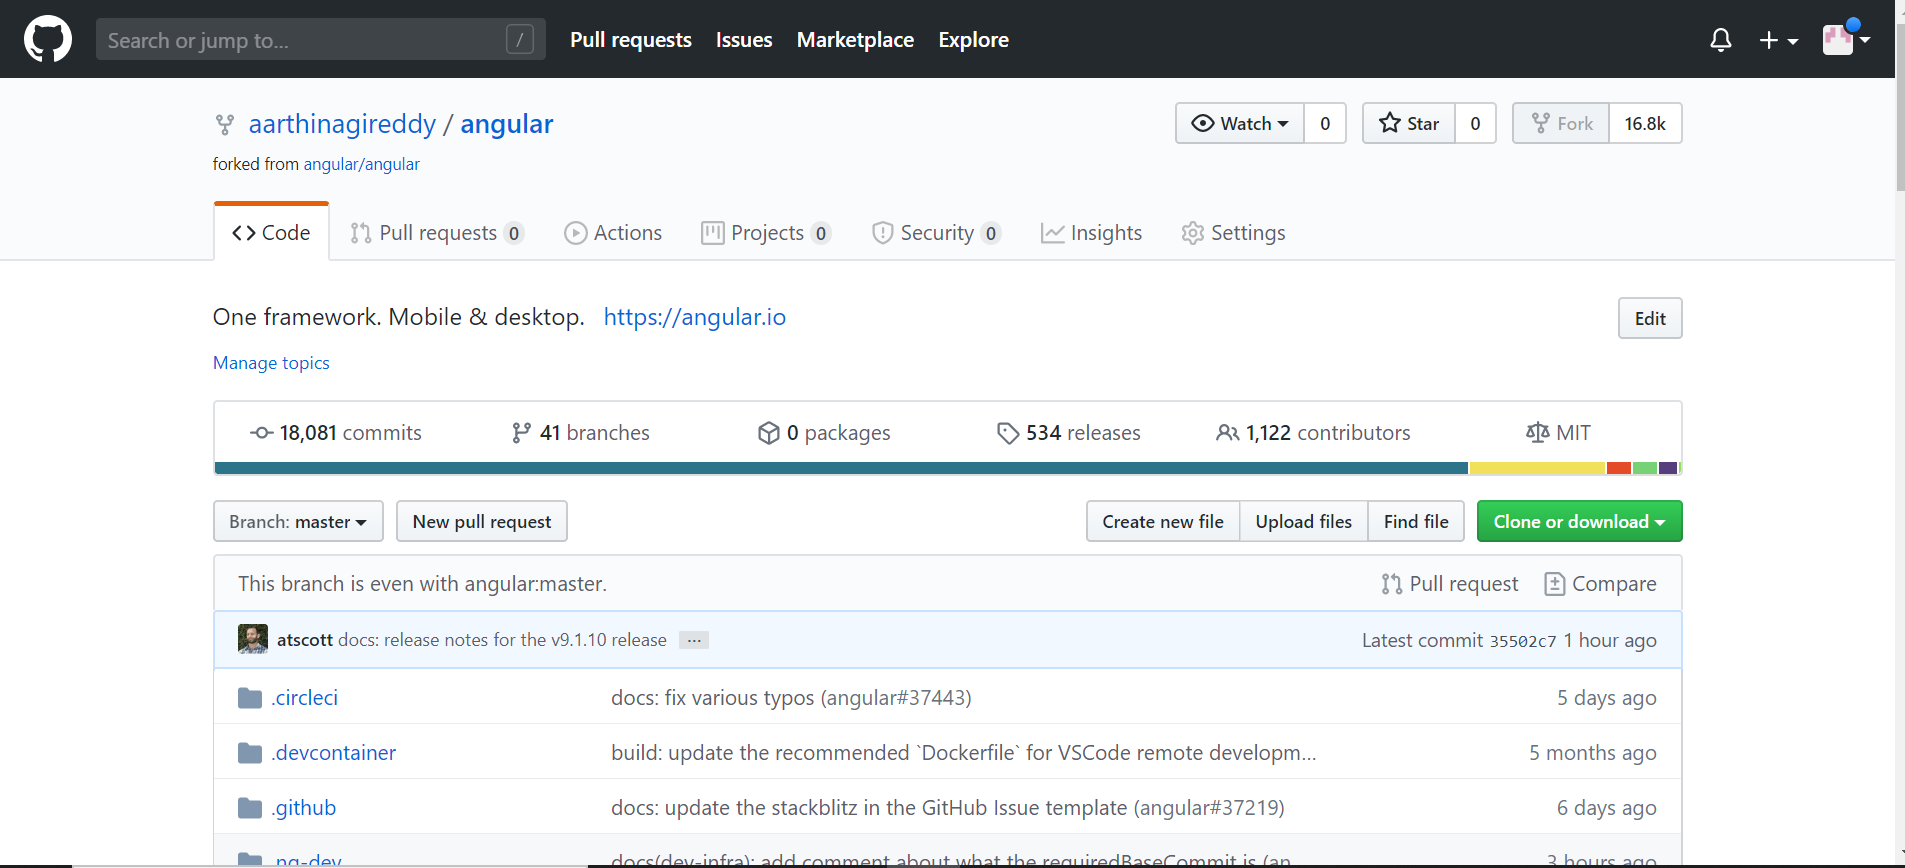 Search or jump to... / Pull requests Issues Marketplace Explore
aarthinagireddy / angular Watch 0 Star 0 Fork 16.8k
forked from angular/angular
Code Pull requests 0 Actions Projects 0 Security 0 Insights Settings
One framework. Mobile & desktop. https://angular.io Edit
Manage topics
18,081 commits 41 branches 0 packages 534 releases 1,122 contributors MIT
Branch: master New pull request Create new file Upload files Find file Clone or download
This branch is even with angular:master. Pull request Compare
atscott docs: release notes for the v9.1.10 release ... Latest commit 35502c7 1 hour ago
.circleci docs: fix various typos (angular#37443) 5 days ago
.devcontainer build: update the recommended `Dockerfile` for VSCode remote developm... 5 months ago
.github docs: update the stackblitz in the GitHub Issue template (angular#37219) 6 days ago
.ng-dev docs(dev-infra): add comment about what the requiredBaseCommit is (an... 3 hours ago